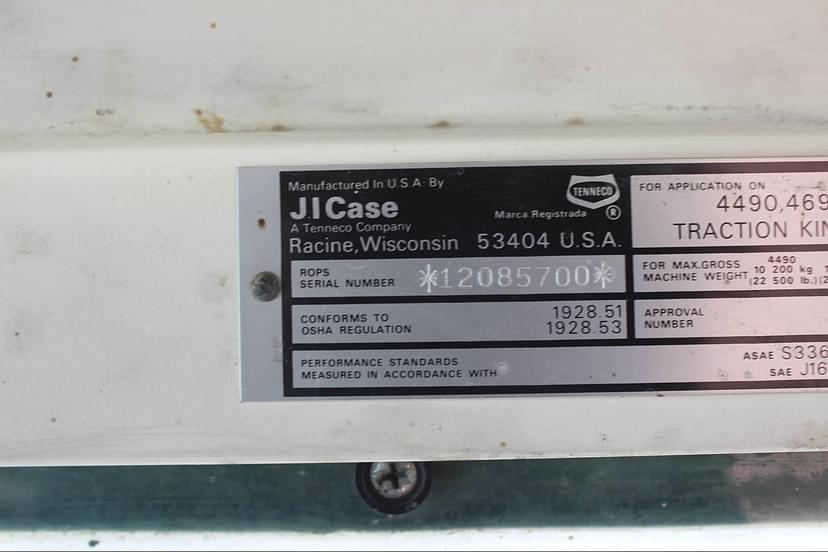 Manufactured In U.S.A. By
J.I Case
A Tenneco Company
Racine, Wisconsin 53404 U.S.A.
TENNECO
Marca Registrada ®
ROPS
SERIAL NUMBER *12085700*
CONFORMS TO
OSHA REGULATION
1928.51
1928.53
PERFORMANCE STANDARDS
MEASURED IN ACCORDANCE WITH
ASAE S336
SAE J16
FOR APPLICATION ON
4490,469
TRACTION KIN
FOR MAX.GROSS
MACHINE WEIGHT
4490
10 200 kg
(22 500 lb.)
APPROVAL
NUMBER